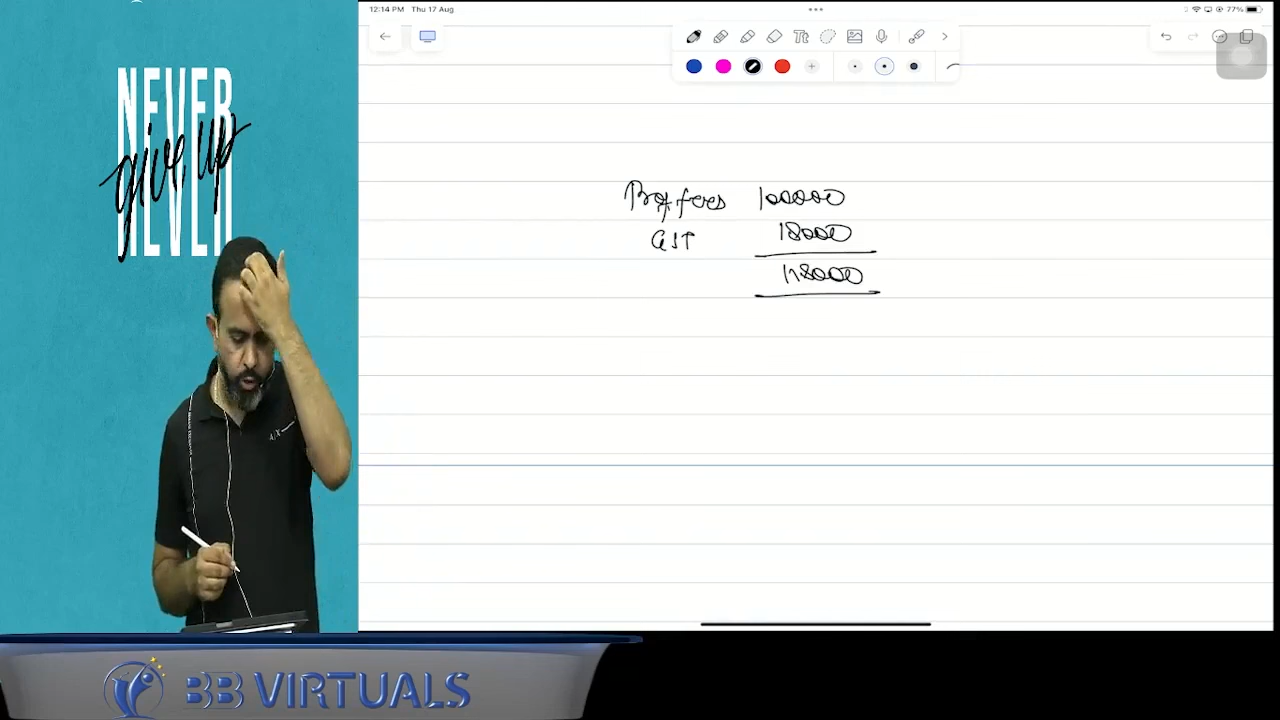 12:14 PM Thu 17 Aug
77%
NEVER
give up
NEVER
Prof fees 100000
GST 18000
118000
BB VIRTUALS